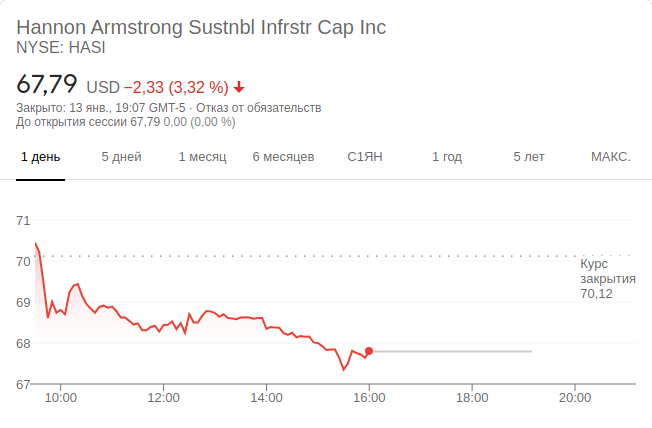 Hannon Armstrong Sustnbl Infrstr Cap Inc
NYSE: HASI
67,79 USD −2,33 (3,32 %)
Закрыто: 13 янв., 19:07 GMT-5 · Отказ от обязательств
До открытия сессии 67,79 0,00 (0,00 %)
1 день 5 дней 1 месяц 6 месяцев С1ЯН 1 год 5 лет МАКС.
71
70
69
68
67
Курс
закрытия
70,12
10:00 12:00 14:00 16:00 18:00 20:00